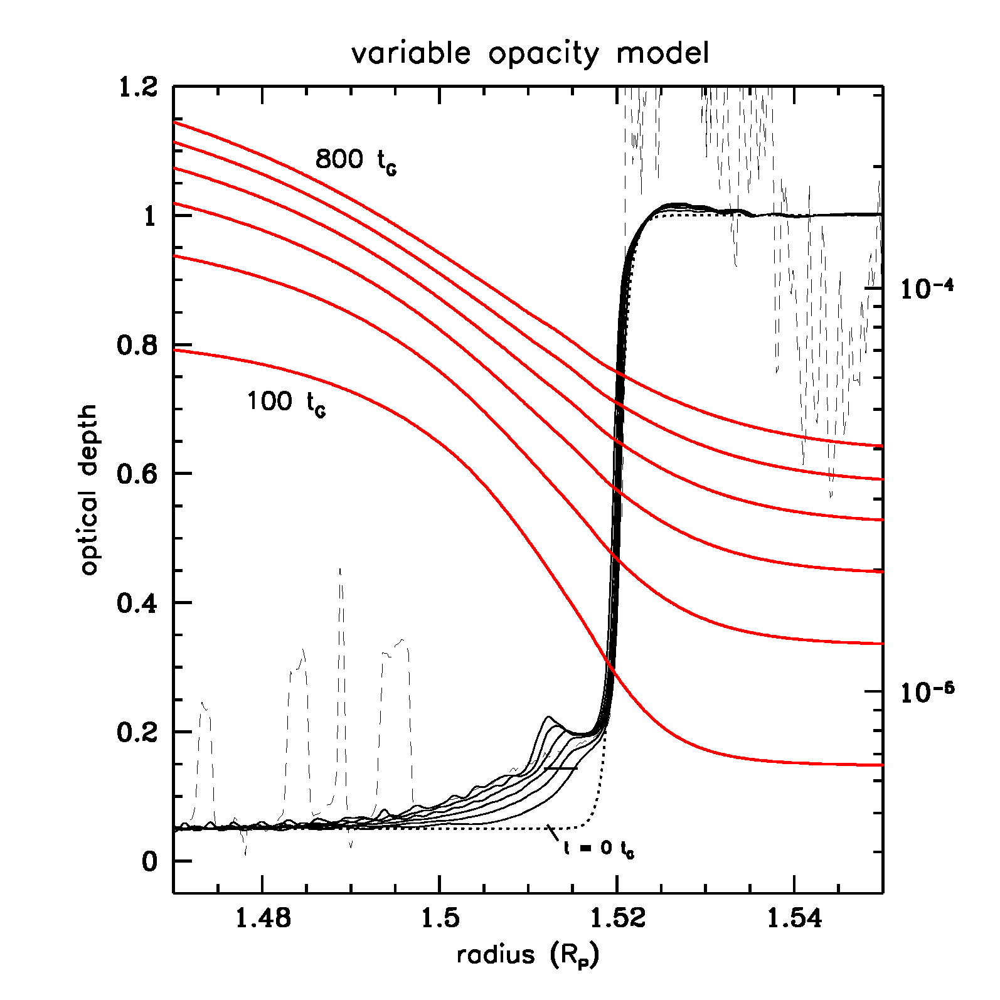 variable opacity model
1.2
1
0.8
0.6
0.4
0.2
0
optical depth
800 t_G
100 t_G
t = 0 t_G
10^-4
10^-5
1.48
1.5
1.52
1.54
radius (R_P)